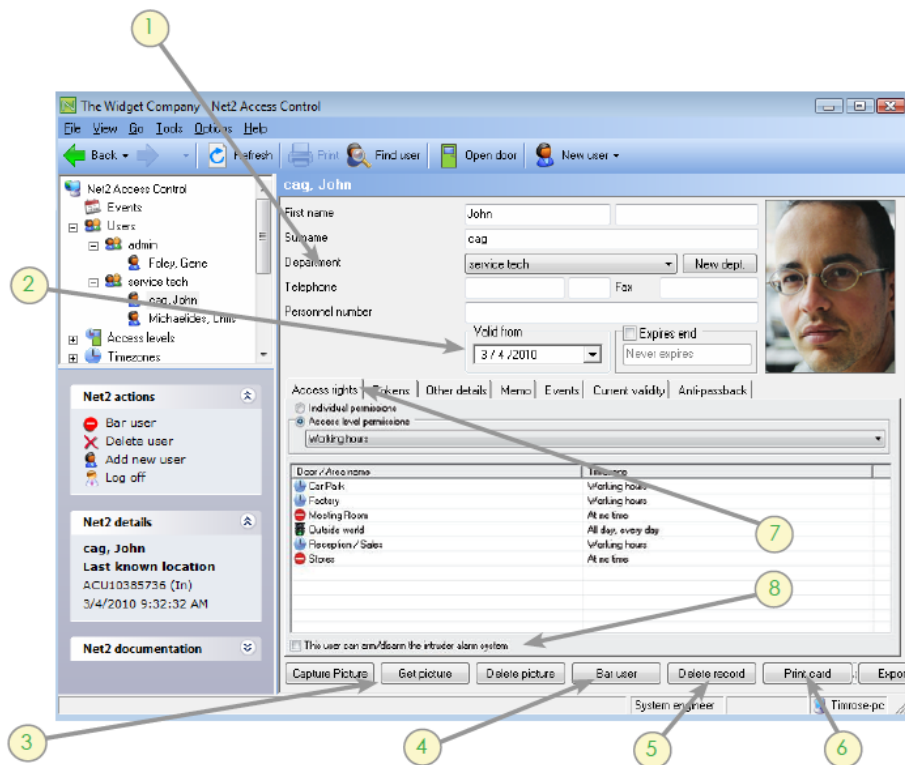 1
The Widget Company - Net2 Access Control
File View Go Tools Options Help
Back Refresh Print Find user Open door New user
2
Net2 Access Control
Events
Users
admin
Foley, Gene
service tech
cag, John
Michaelides, Chris
Access levels
Timezones
Net2 actions
Bar user
Delete user
Add new user
Log off
Net2 details
cag, John
Last known location
ACU10385736 (In)
3/4/2010 9:32:32 AM
Net2 documentation
cag, John
First name John
Surname cag
Department service tech New dept.
Telephone Fax
Personnel number
Valid from Expires end
3 / 4 /2010 Never expires
Access rights Tokens Other details Memo Events Current validity Anti-passback
Individual permissions
Access level permissions
Working hours
Door / Area name Timezone
Car Park Working hours
Factory Working hours
Meeting Room At no time
Outside world All day, every day
Reception / Sales Working hours
Stores At no time
7
8
This user can arm/disarm the intruder alarm system
Capture Picture Get picture Delete picture Bar user Delete record Print card Expor
System engineer Timrose-pc
3
4
5
6